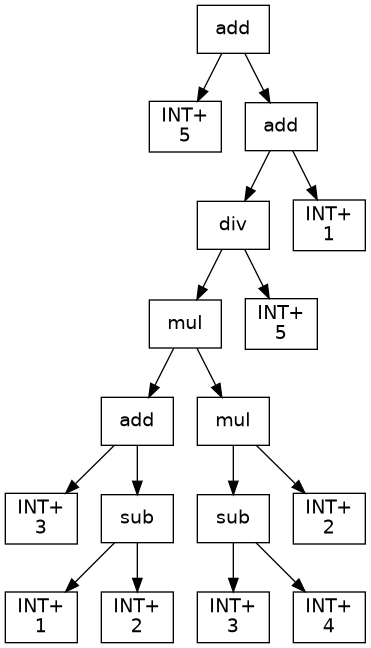 add
INT+
5
add
div
INT+
1
mul
INT+
5
add
mul
INT+
3
sub
sub
INT+
2
INT+
1
INT+
2
INT+
3
INT+
4